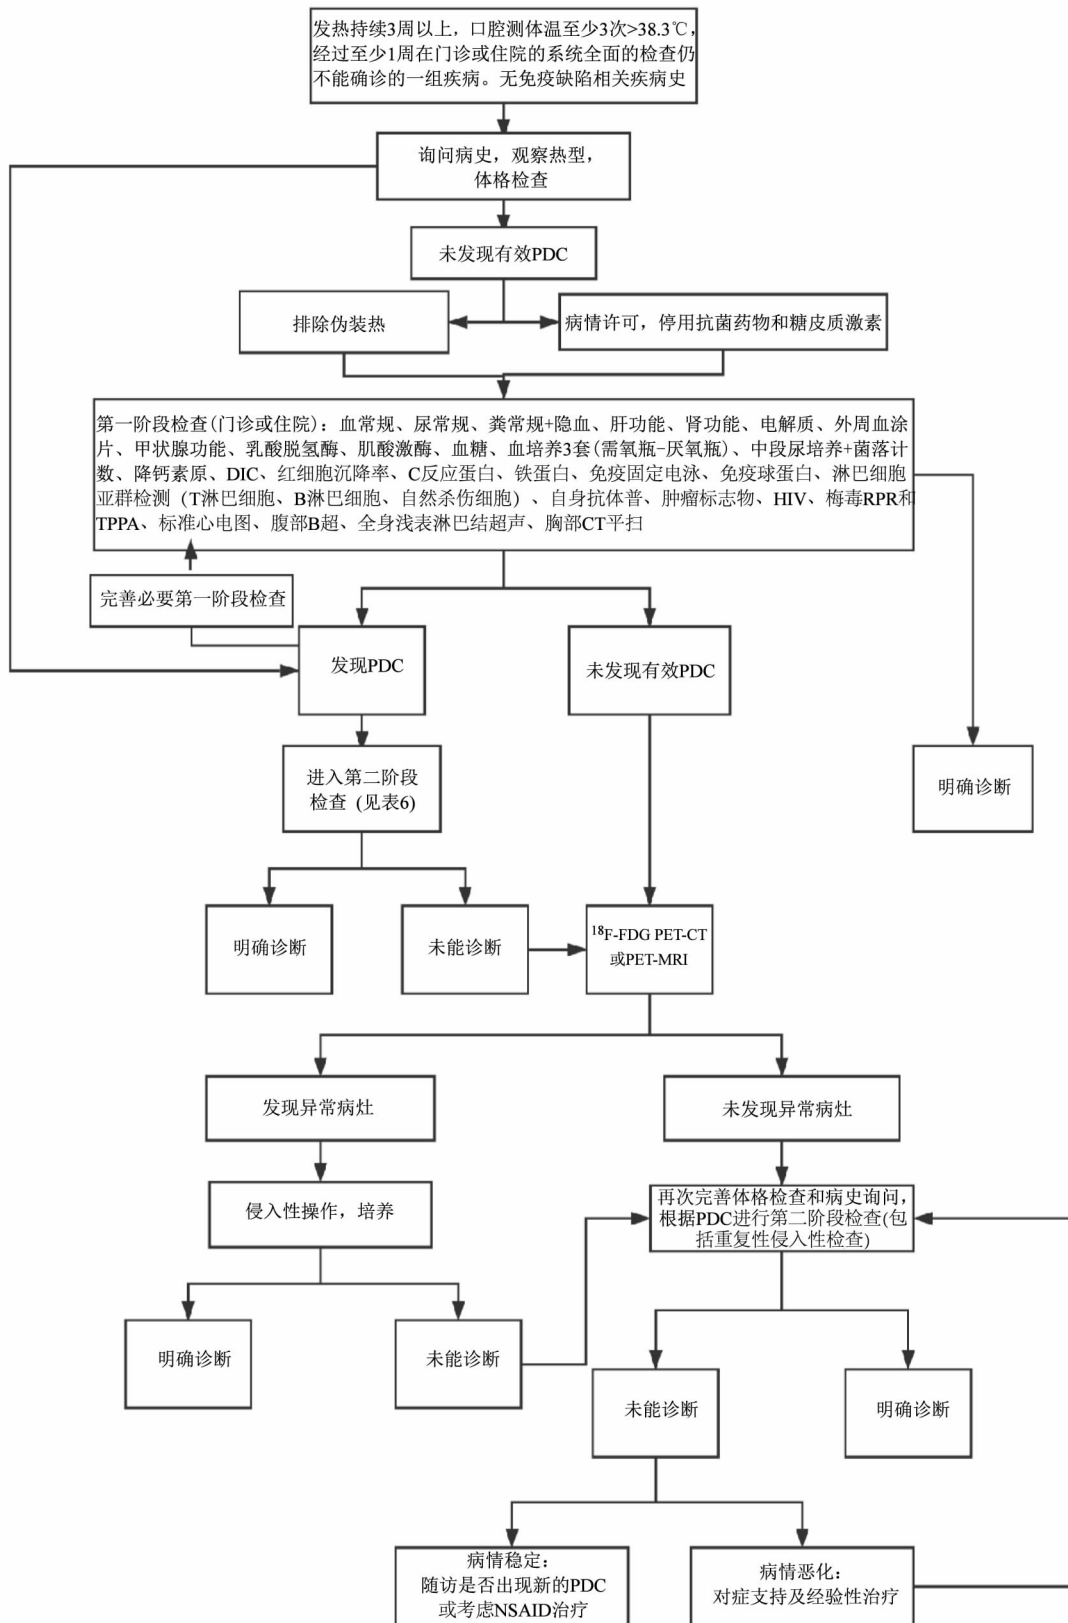 发热持续3周以上，口腔测体温至少3次>38.3℃，
经过至少1周在门诊或住院的系统全面的检查仍
不能确诊的一组疾病。无免疫缺陷相关疾病史
询问病史，观察热型，
体格检查
未发现有效PDC
排除伪装热
病情许可，停用抗菌药物和糖皮质激素
第一阶段检查(门诊或住院)：血常规、尿常规、粪常规+隐血、肝功能、肾功能、电解质、外周血涂
片、甲状腺功能、乳酸脱氢酶、肌酸激酶、血糖、血培养3套(需氧瓶-厌氧瓶)、中段尿培养+菌落计
数、降钙素原、DIC、红细胞沉降率、C反应蛋白、铁蛋白、免疫固定电泳、免疫球蛋白、淋巴细胞
亚群检测（T淋巴细胞、B淋巴细胞、自然杀伤细胞）、自身抗体普、肿瘤标志物、HIV、梅毒RPR和
TPPA、标准心电图、腹部B超、全身浅表淋巴结超声、胸部CT平扫
完善必要第一阶段检查
发现PDC
未发现有效PDC
进入第二阶段
检查 (见表6)
明确诊断
明确诊断
未能诊断
18F-FDG PET-CT
或PET-MRI
发现异常病灶
未发现异常病灶
侵入性操作，培养
再次完善体格检查和病史询问，
根据PDC进行第二阶段检查(包
括重复性侵入性检查)
明确诊断
未能诊断
未能诊断
明确诊断
病情稳定：
随访是否出现新的PDC
或考虑NSAID治疗
病情恶化：
对症支持及经验性治疗